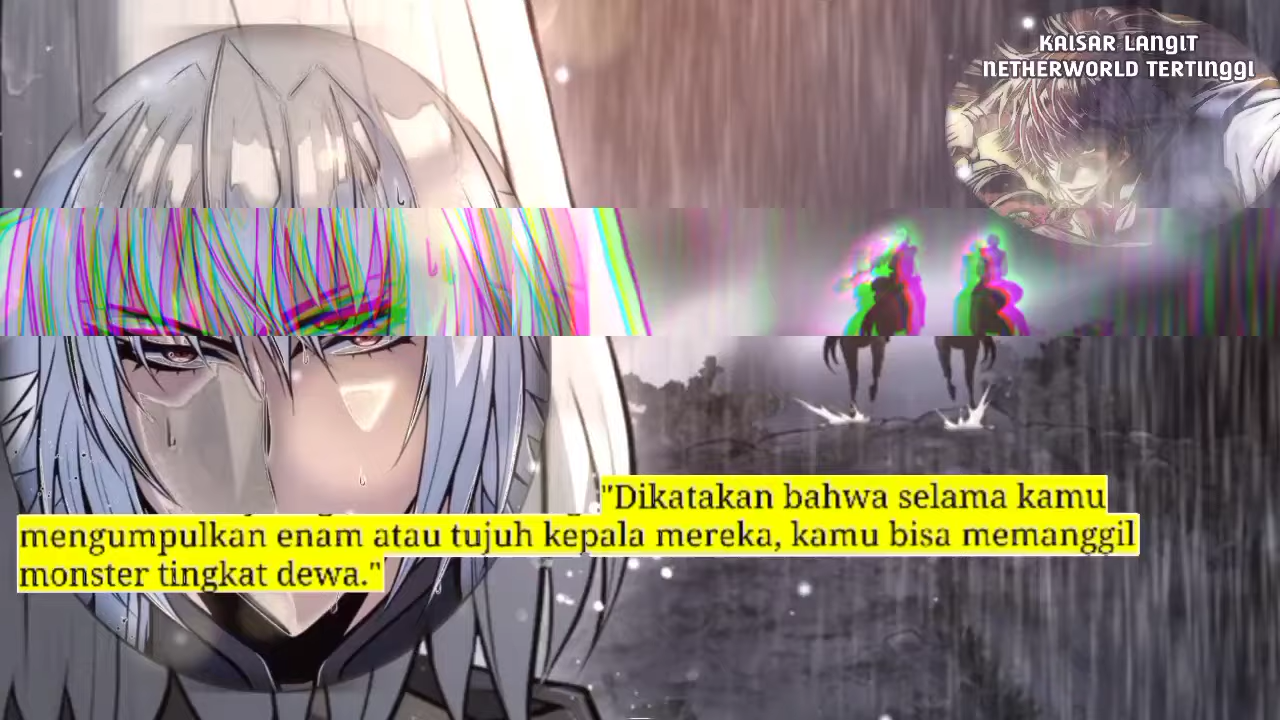 KAISAR LANGIT
NETHERWORLD TERTINGGI
"Dikatakan bahwa selama kamu
mengumpulkan enam atau tujuh kepala mereka, kamu bisa memanggil
monster tingkat dewa."